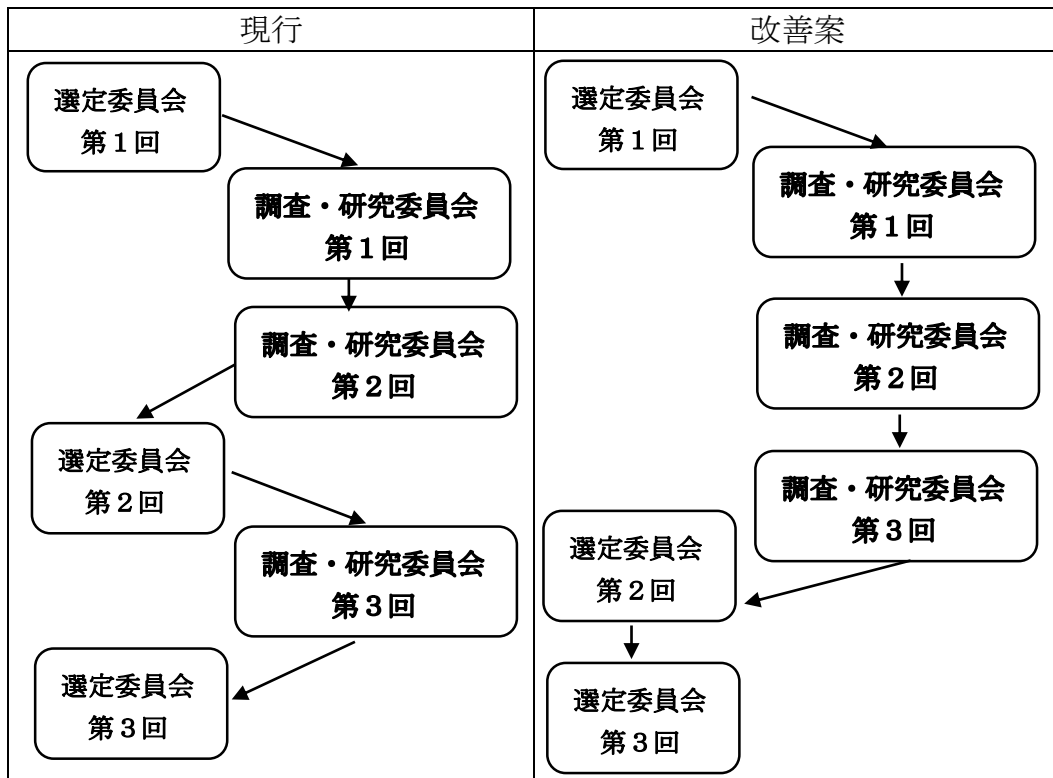 現行
選定委員会
第１回
調査・研究委員会
第１回
調査・研究委員会
第２回
選定委員会
第２回
調査・研究委員会
第３回
選定委員会
第３回
改善案
選定委員会
第１回
調査・研究委員会
第１回
調査・研究委員会
第２回
調査・研究委員会
第３回
選定委員会
第２回
選定委員会
第３回